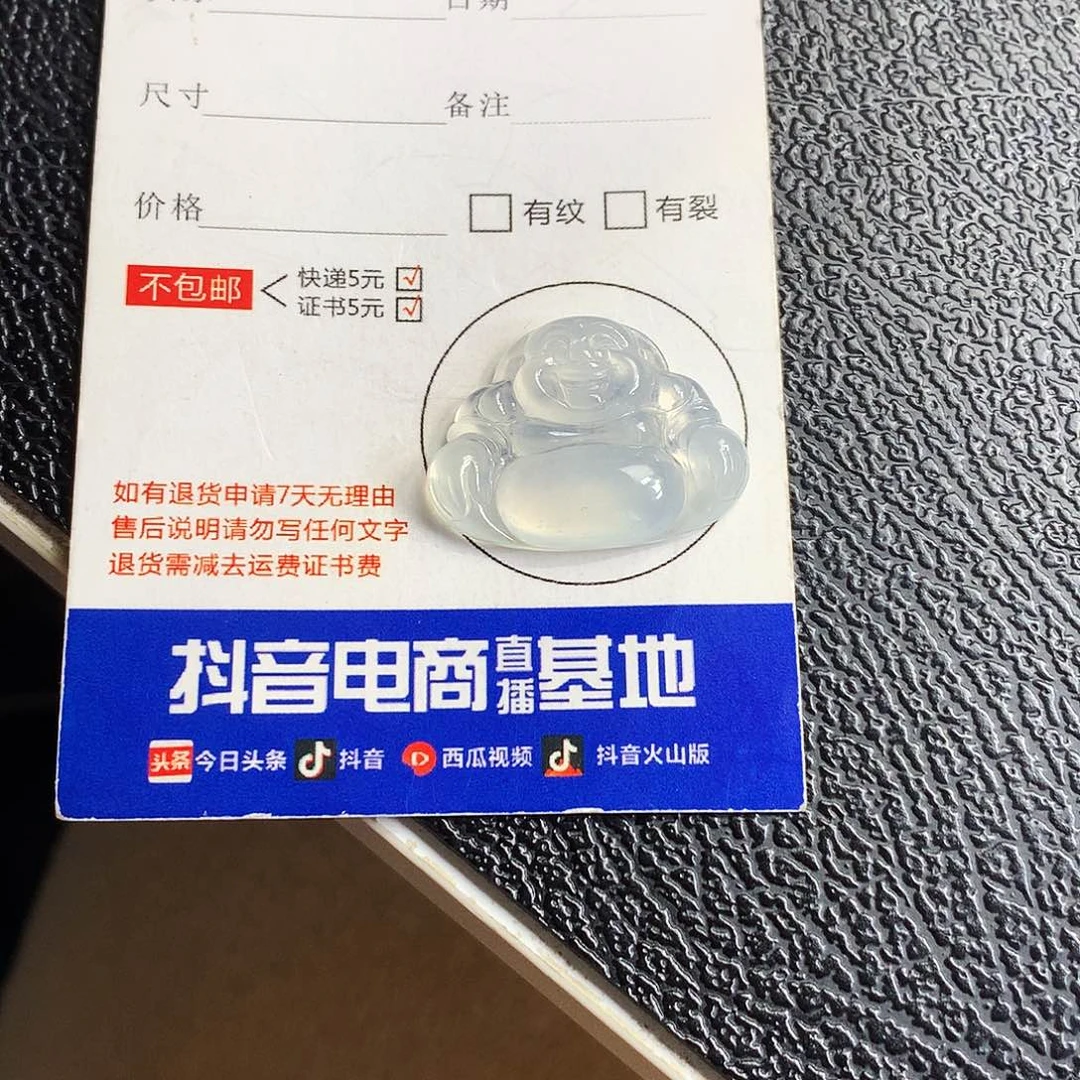 日期
尺寸 备注
价格 有纹 有裂
不包邮
快递5元
证书5元
如有退货申请7天无理由
售后说明请勿写任何文字
退货需减去运费证书费
抖音电商直播基地
头条 今日头条 抖音 西瓜视频 抖音火山版